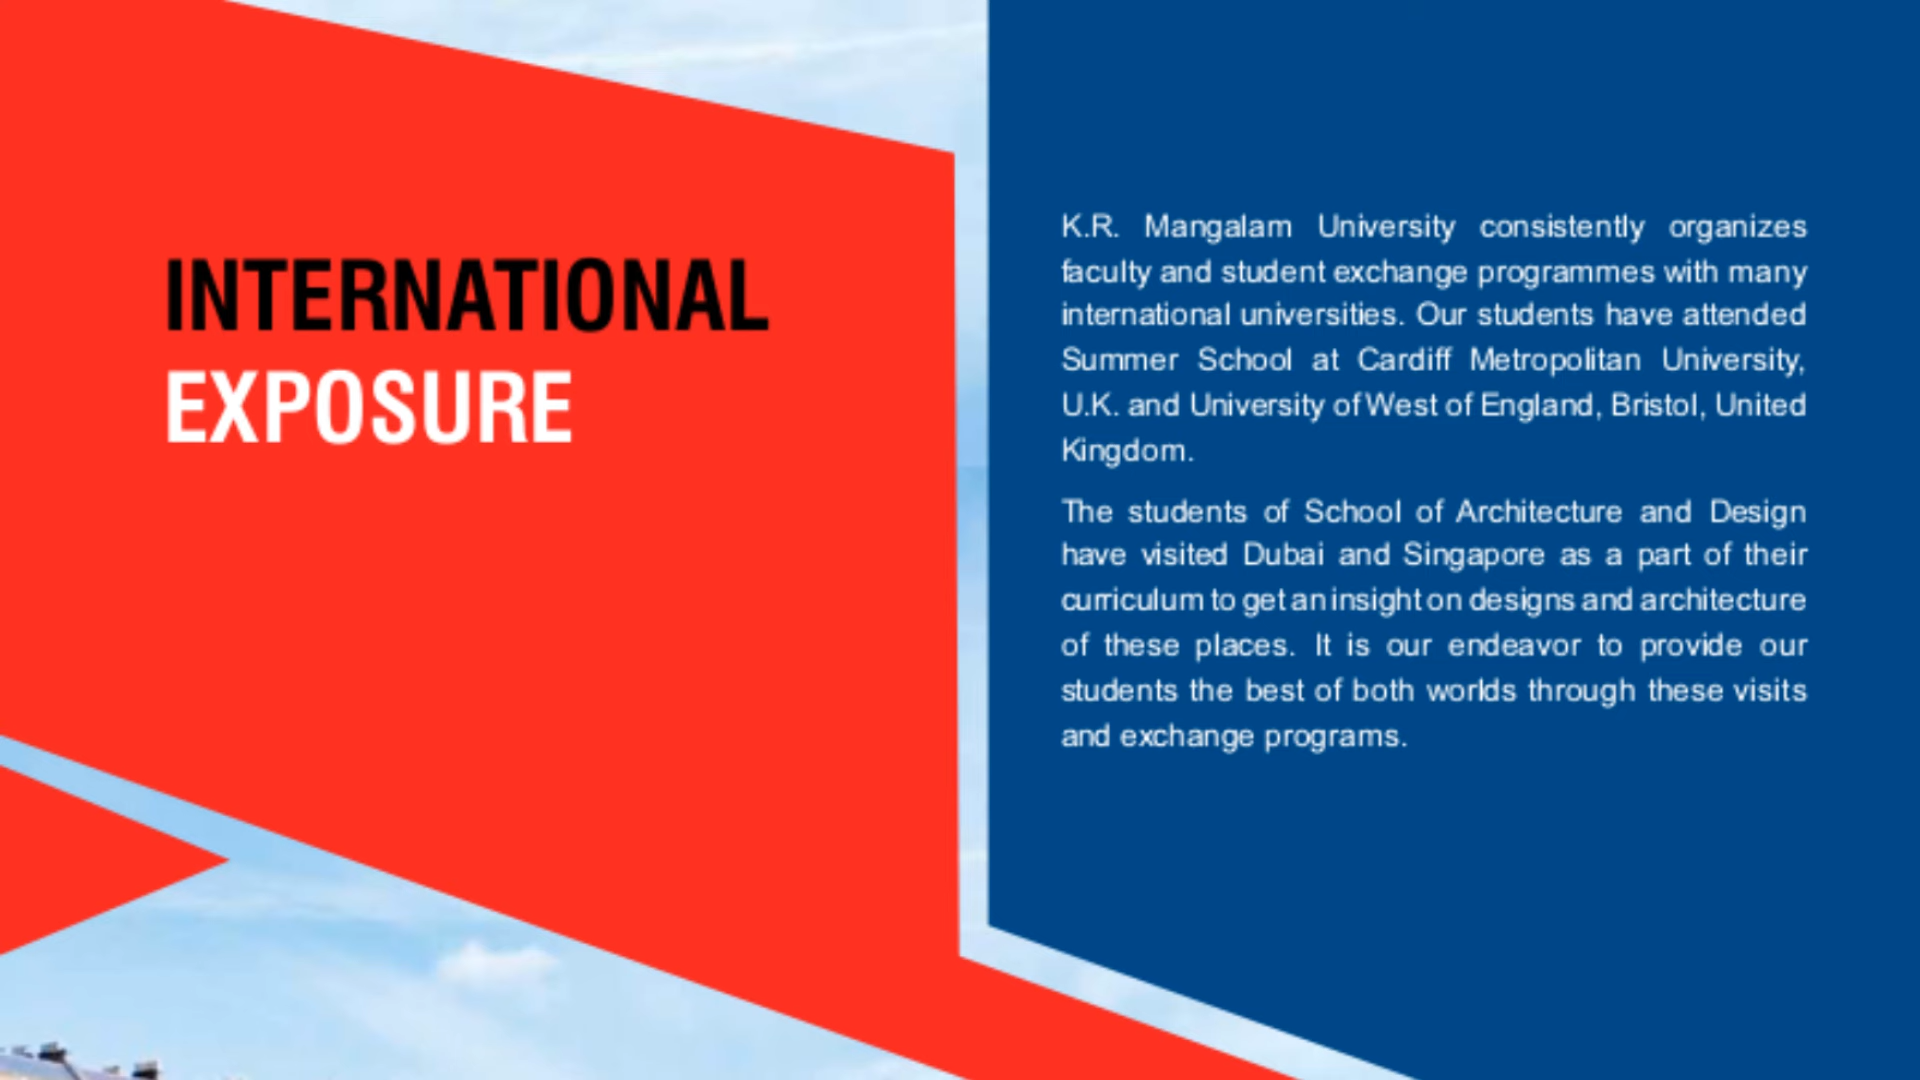 INTERNATIONAL
EXPOSURE
K.R. Mangalam University consistently organizes
faculty and student exchange programmes with many
international universities. Our students have attended
Summer School at Cardiff Metropolitan University,
U.K. and University of West of England, Bristol, United
Kingdom.
The students of School of Architecture and Design
have visited Dubai and Singapore as a part of their
curriculum to get an insight on designs and architecture
of these places. It is our endeavor to provide our
students the best of both worlds through these visits
and exchange programs.